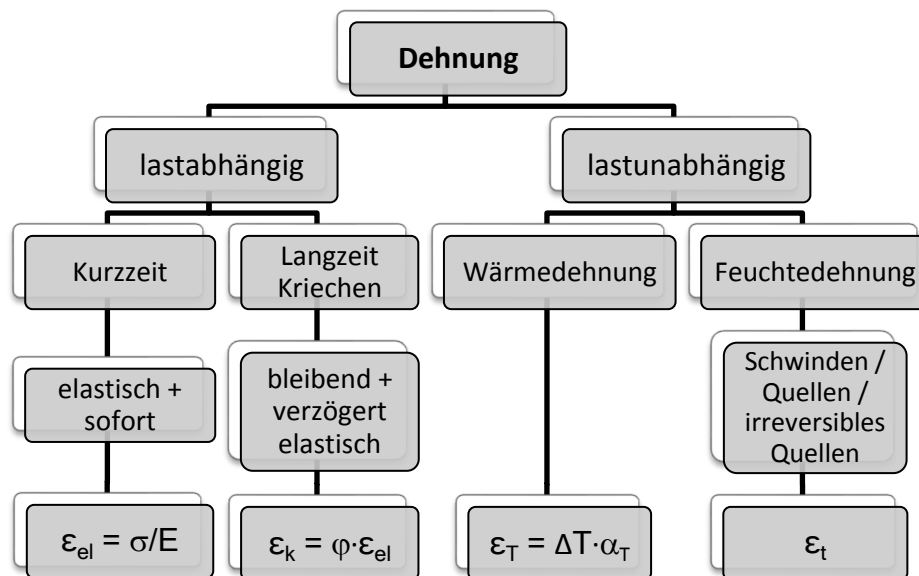 Dehnung
lastabhängig
lastunabhängig
Kurzzeit
Langzeit
Kriechen
Wärmedehnung
Feuchtedehnung
elastisch +
sofort
bleibend +
verzögert
elastisch
Schwinden /
Quellen /
irreversibles
Quellen
εel = σ/E
εk = φ·εel
εT = ΔT·αT
εt